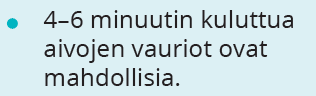 4–6 minuutin kuluttua
aivojen vauriot ovat
mahdollisia.